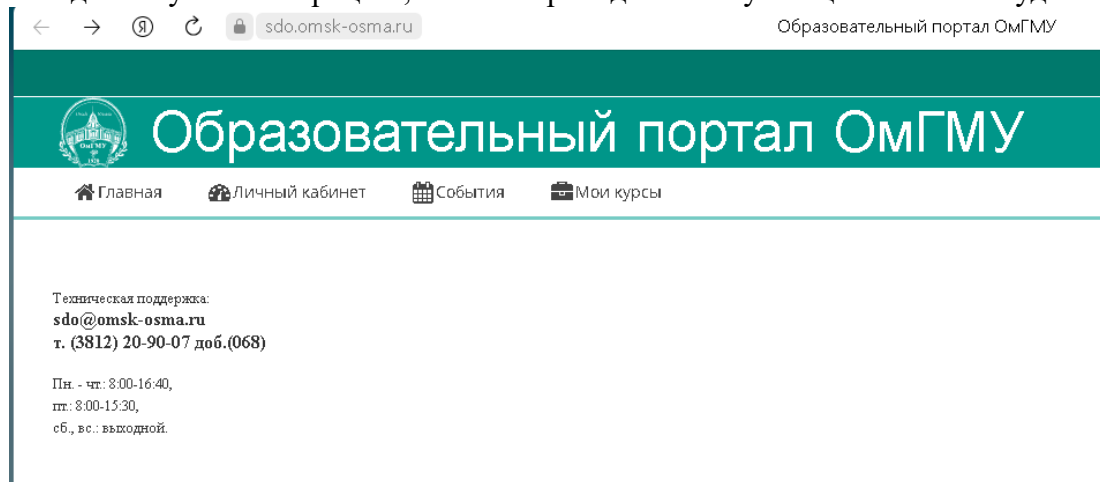 sdo.omsk-osma.ru Образовательный портал ОмГМУ
Образовательный портал ОмГМУ
Главная Личный кабинет События Мои курсы
Техническая поддержка:
sdo@omsk-osma.ru
т. (3812) 20-90-07 доб.(068)
Пн. - чт.: 8:00-16:40,
пт.: 8:00-15:30,
сб., вс.: выходной.